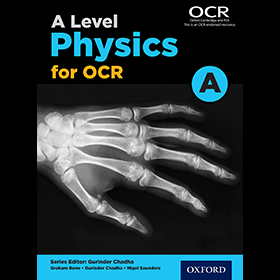 A Level
Physics
for OCR
OCR
Oxford Cambridge and RSA
This is an OCR endorsed resource
A
Series Editor: Gurinder Chadha
Graham Bone • Gurinder Chadha • Nigel Saunders
OXFORD